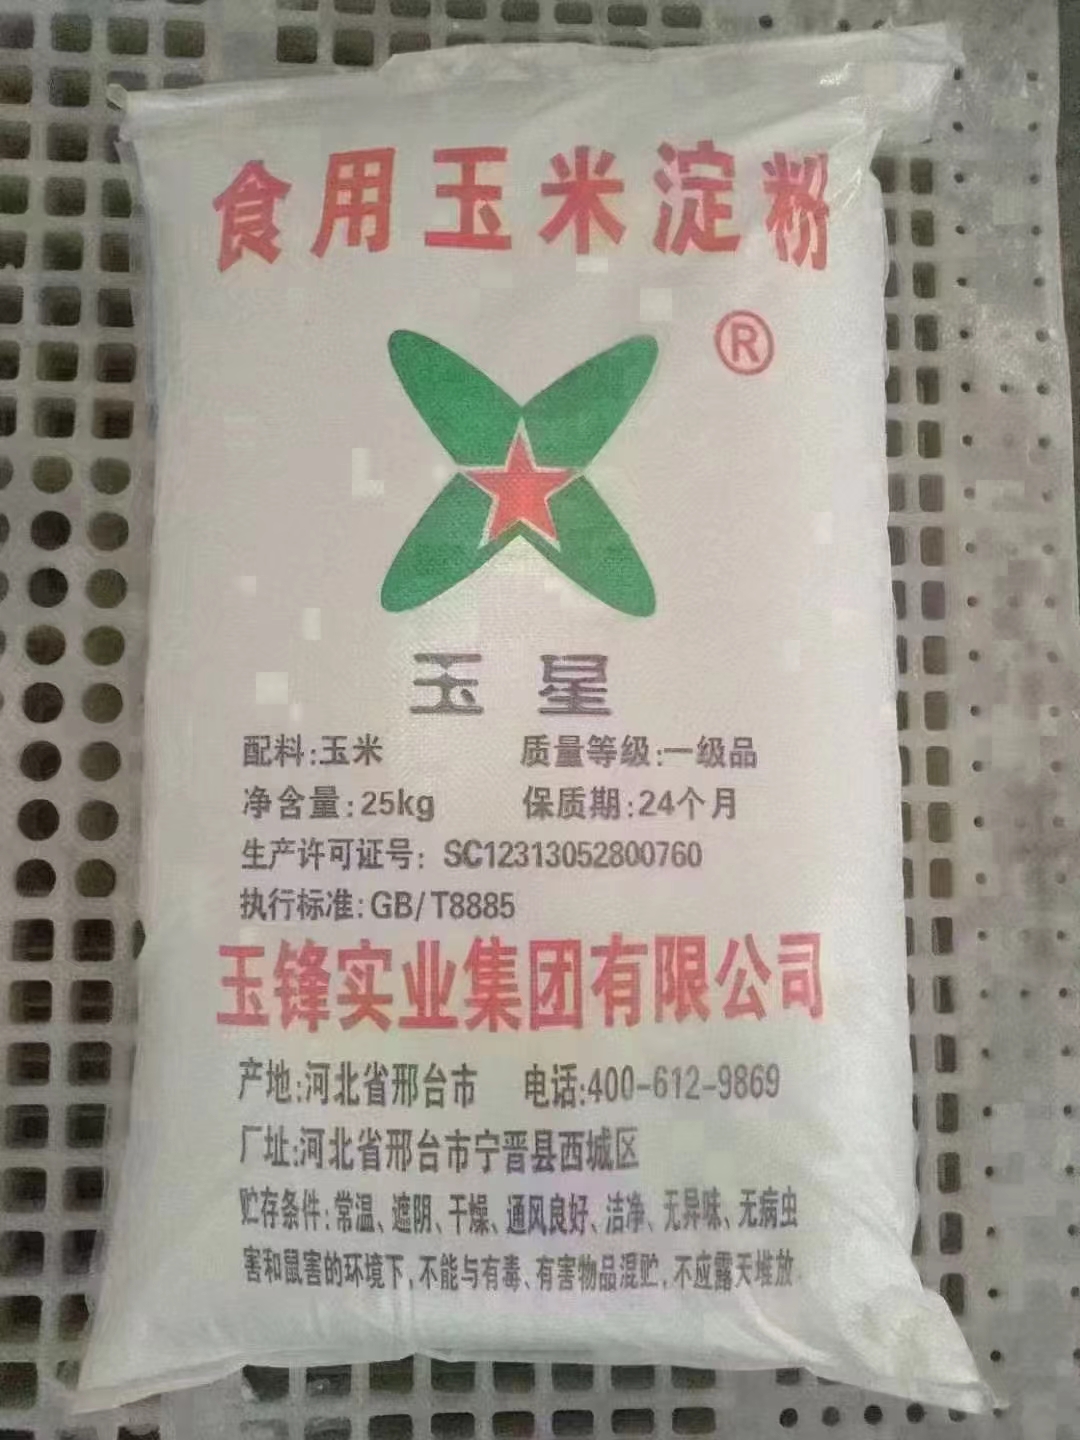 食用玉米淀粉
®
玉星
配料:玉米 质量等级:一级品
净含量:25kg 保质期:24个月
生产许可证号: SC12313052800760
执行标准:GB/T8885
玉锋实业集团有限公司
产地:河北省邢台市 电话:400-612-9869
厂址:河北省邢台市宁晋县西城区
贮存条件:常温、遮阴、干燥、通风良好、洁净、无异味、无病虫
害和鼠害的环境下,不能与有毒、有害物品混贮,不应露天堆放.